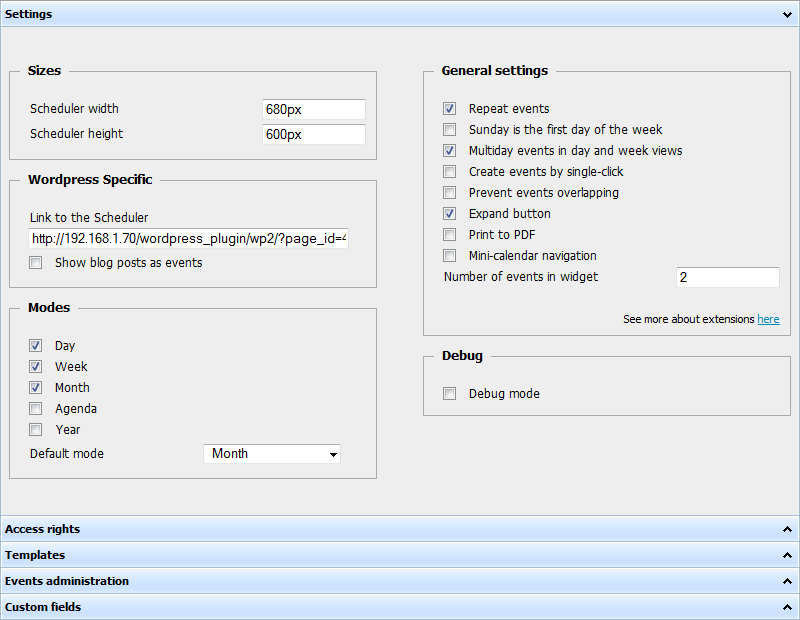 Settings
Sizes
Scheduler width
680px
Scheduler height
600px
Wordpress Specific
Link to the Scheduler
http://192.168.1.70/wordpress_plugin/wp2/?page_id=4
Show blog posts as events
Modes
Day
Week
Month
Agenda
Year
Default mode
Month
General settings
Repeat events
Sunday is the first day of the week
Multiday events in day and week views
Create events by single-click
Prevent events overlapping
Expand button
Print to PDF
Mini-calendar navigation
Number of events in widget
2
See more about extensions here
Debug
Debug mode
Access rights
Templates
Events administration
Custom fields